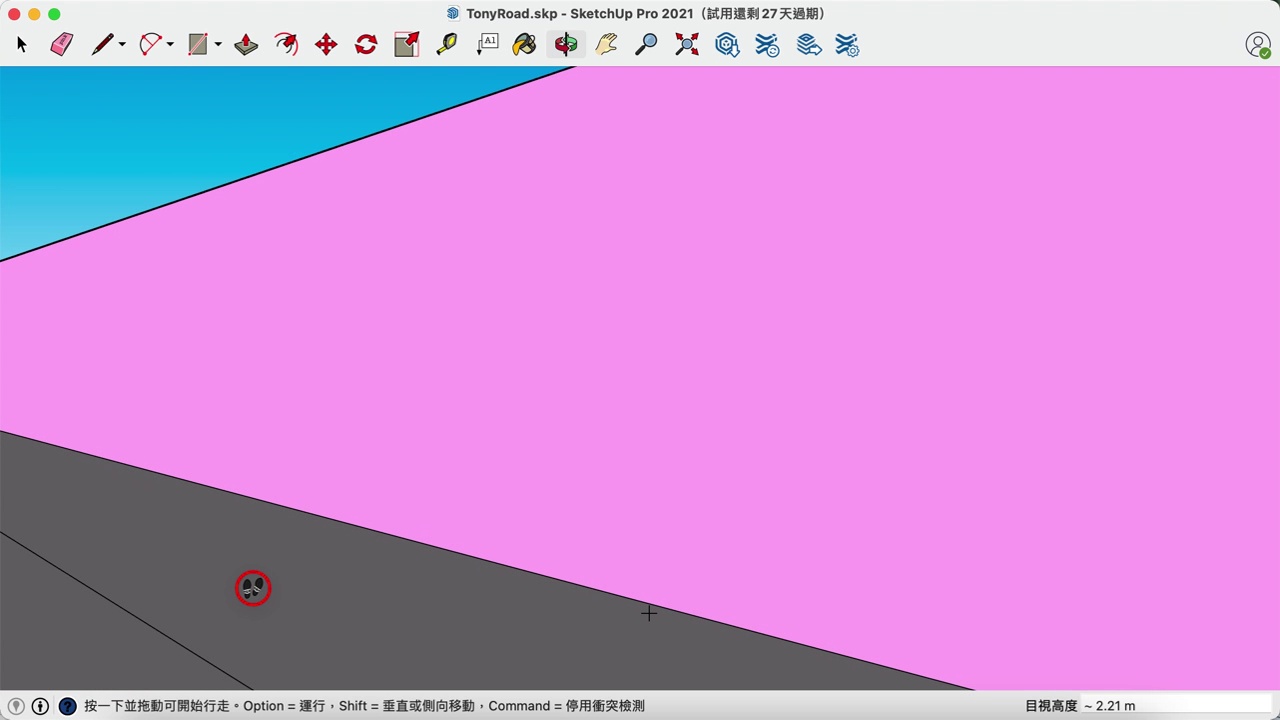 TonyRoad.skp - SketchUp Pro 2021（試用還剩 27 天過期）
A1
按一下並拖動可開始行走。Option = 運行，Shift = 垂直或側向移動，Command = 停用衝突檢測
目視高度 ~ 2.21 m